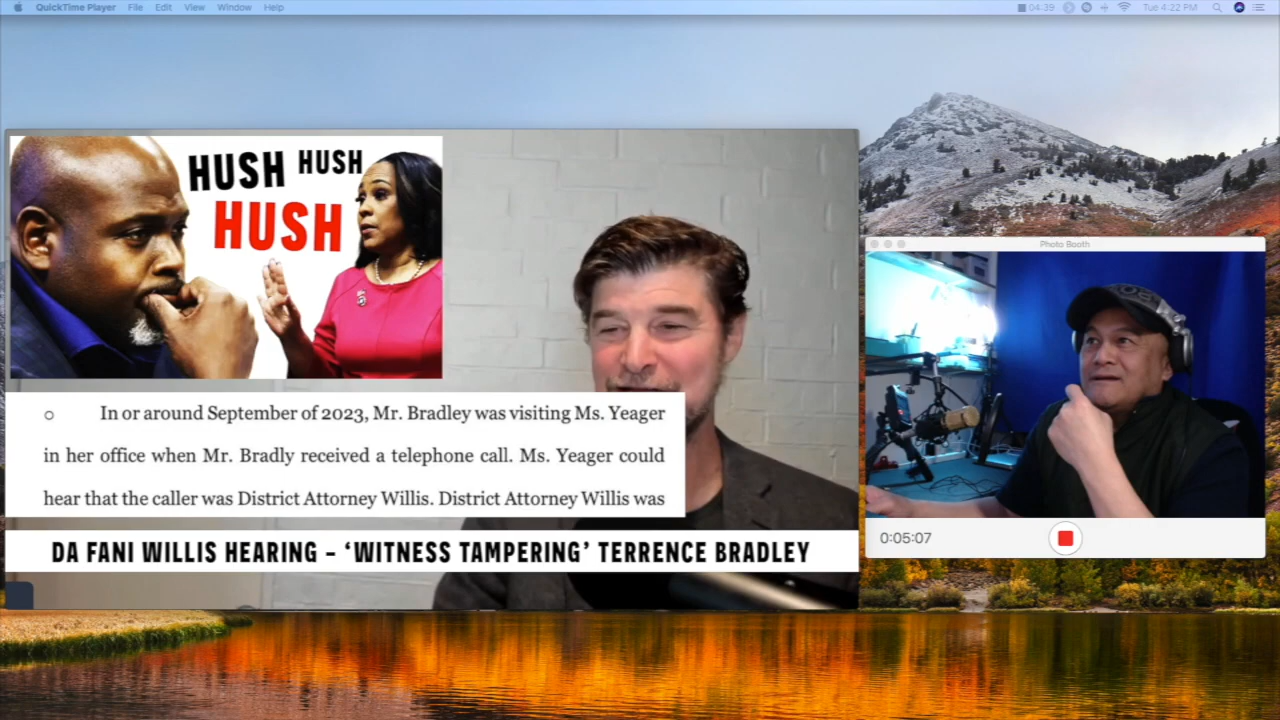 QuickTime Player File Edit View Window Help 04:39 Tue 4:22 PM
HUSH HUSH
HUSH
○ In or around September of 2023, Mr. Bradley was visiting Ms. Yeager
in her office when Mr. Bradly received a telephone call. Ms. Yeager could
hear that the caller was District Attorney Willis. District Attorney Willis was
DA FANI WILLIS HEARING – ‘WITNESS TAMPERING’ TERRENCE BRADLEY
Photo Booth
0:05:07